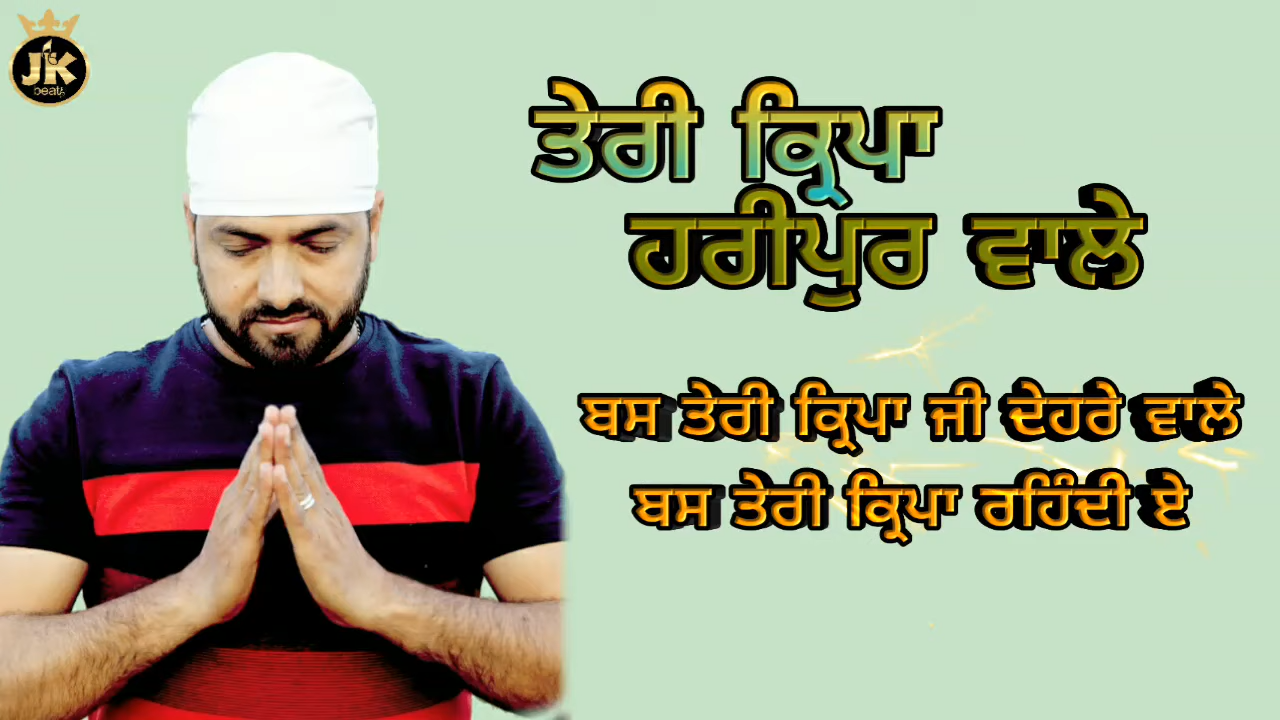 JK
beats
ਤੇਰੀ ਕ੍ਰਿਪਾ
ਹਰੀਪੁਰ ਵਾਲੇ
ਬਸ ਤੇਰੀ ਕ੍ਰਿਪਾ ਜੀ ਦੇਹਰੇ ਵਾਲੇ
ਬਸ ਤੇਰੀ ਕ੍ਰਿਪਾ ਰਹਿੰਦੀ ਏ